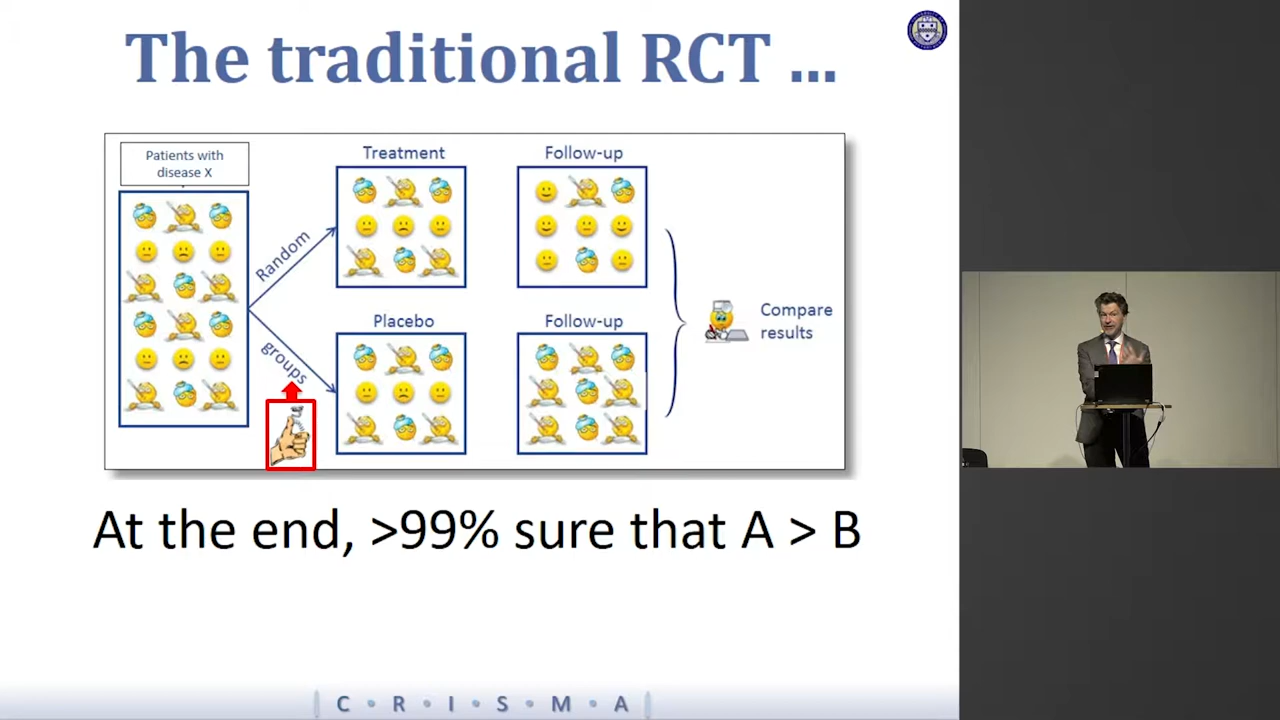 The traditional RCT ...
Patients with
disease X
Treatment
Follow-up
Random
groups
Placebo
Follow-up
Compare
results
At the end, >99% sure that A > B
C • R • I • S • M • A